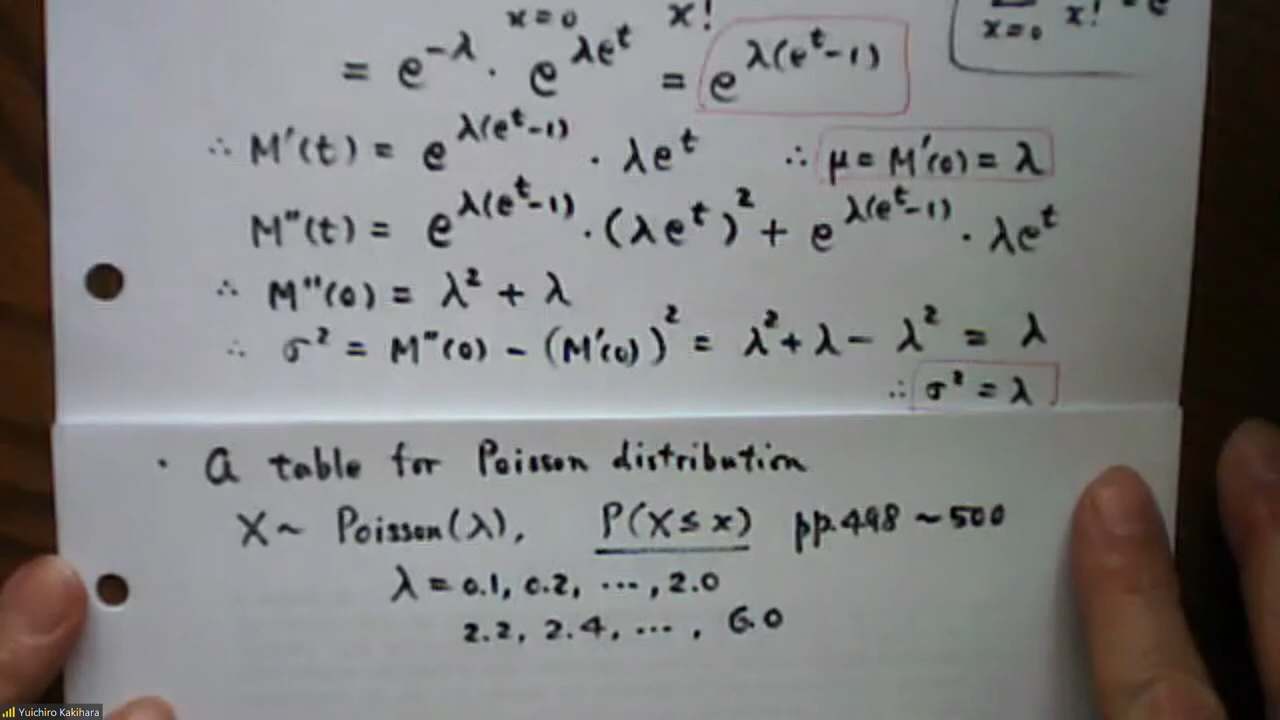 x=0 x!
x=0 x! = e
= e^{-λ} · e^{λe^t} = e^{λ(e^t-1)}
∴ M'(t) = e^{λ(e^t-1)} · λe^t ∴ μ = M'(0) = λ
M''(t) = e^{λ(e^t-1)} · (λe^t)^2 + e^{λ(e^t-1)} · λe^t
∴ M''(0) = λ^2 + λ
∴ σ^2 = M''(0) - (M'(0))^2 = λ^2 + λ - λ^2 = λ
∴ σ^2 = λ
· A table for Poisson distribution
X ~ Poisson(λ), P(X ≤ x) pp.498 ~ 500
λ = 0.1, 0.2, ..., 2.0
2.2, 2.4, ..., 6.0
Yuichiro Kakihara